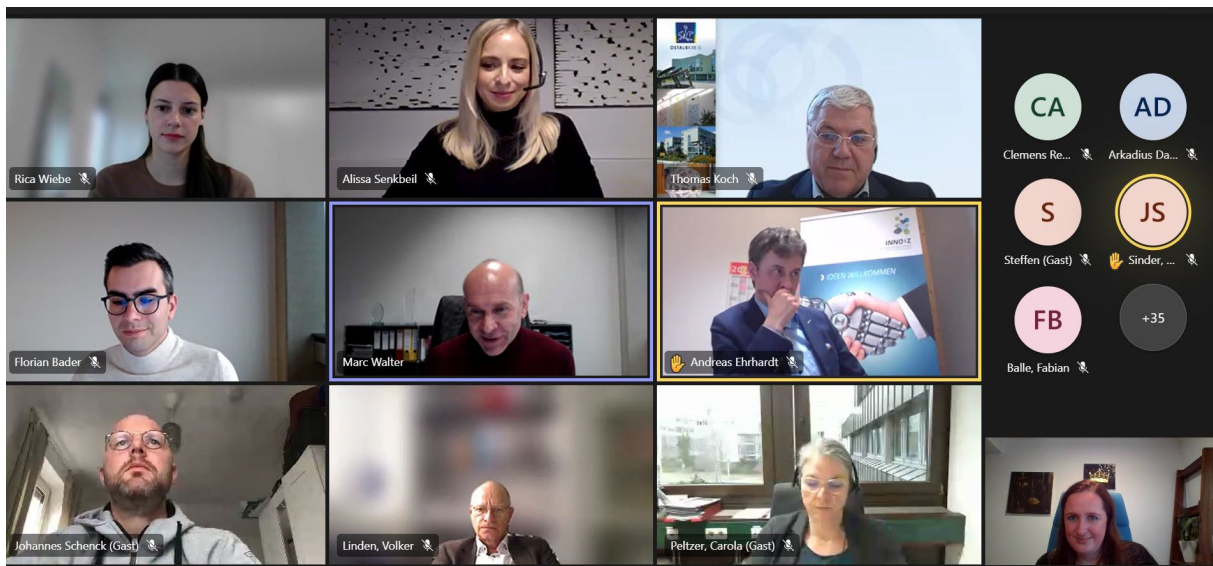 Rica Wiebe
Alissa Senkbeil
OSTALBKREIS
Thomas Koch
CA
AD
Clemens Re...
Arkadius Da...
S
JS
Steffen (Gast)
Sinder, ...
FB
+35
Balle, Fabian
Florian Bader
Marc Walter
INNO-Z
IDEEN WILLKOMMEN
Andreas Ehrhardt
Johannes Schenck (Gast)
Linden, Volker
Peltzer, Carola (Gast)